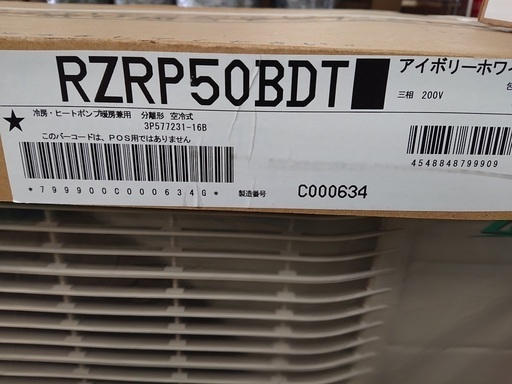 RZRP50BDT■
アイボリーホワイ
三相 200V
★
冷房・ヒートポンプ暖房兼用 分離形 空冷式
3P577231-16B
このバーコードは、POS用ではありません
*799900C000634G*
製造番号 C000634
4548848799909